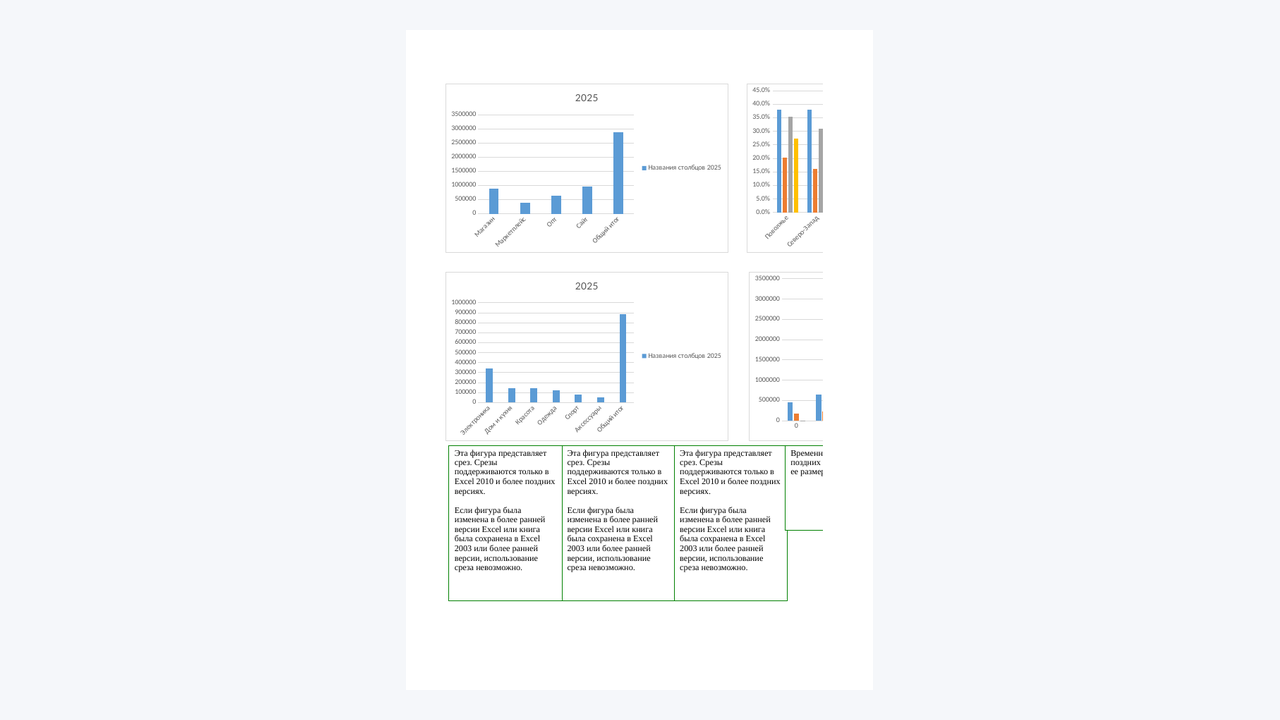 2025
3500000
3000000
2500000
2000000
1500000
1000000
500000
0
Магазин
Маркетплейс
Опт
Сайт
Общий итог
Названия столбцов 2025
45.0%
40.0%
35.0%
30.0%
25.0%
20.0%
15.0%
10.0%
5.0%
0.0%
Поволжье
Северо-Запад
2025
1000000
900000
800000
700000
600000
500000
400000
300000
200000
100000
0
Электроника
Дом и кухня
Красота
Одежда
Спорт
Аксессуары
Общий итог
Названия столбцов 2025
3500000
3000000
2500000
2000000
1500000
1000000
500000
0
0
Эта фигура представляет
срез. Срезы
поддерживаются только в
Excel 2010 и более поздних
версиях.
Если фигура была
изменена в более ранней
версии Excel или книга
была сохранена в Excel
2003 или более ранней
версии, использование
среза невозможно.
Эта фигура представляет
срез. Срезы
поддерживаются только в
Excel 2010 и более поздних
версиях.
Если фигура была
изменена в более ранней
версии Excel или книга
была сохранена в Excel
2003 или более ранней
версии, использование
среза невозможно.
Эта фигура представляет
срез. Срезы
поддерживаются только в
Excel 2010 и более поздних
версиях.
Если фигура была
изменена в более ранней
версии Excel или книга
была сохранена в Excel
2003 или более ранней
версии, использование
среза невозможно.
поздних
ее